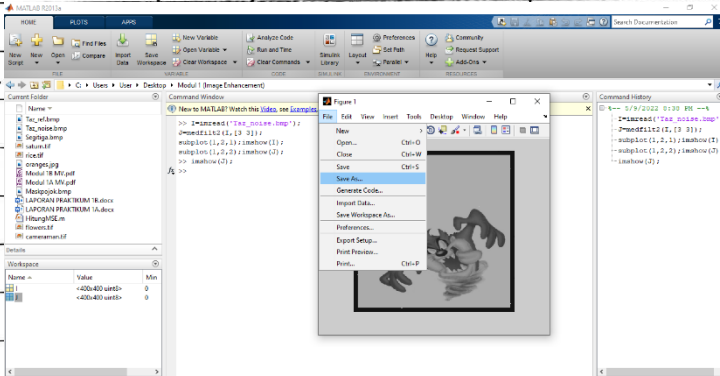 MATLAB R2013a
HOME PLOTS APPS
Search Documentation
New Script
New
Open
Find Files
Compare
Import Data
Save Workspace
New Variable
Open Variable
Clear Workspace
Analyze Code
Run and Time
Clear Commands
Simulink Library
Layout
Preferences
Set Path
Parallel
Help
Community
Request Support
Add-Ons
FILE VARIABLE CODE SIMULINK ENVIRONMENT RESOURCES
C: Users User Desktop Modul 1 (Image Enhancement)
Current Folder
Name
Taz_ref.bmp
Taz_noise.bmp
Segitiga.bmp
saturn.tif
rice.tif
oranges.jpg
Modul 1B MV.pdf
Modul 1A MV.pdf
Maskpojok.bmp
LAPORAN PRAKTIKUM 1B.docx
LAPORAN PRAKTIKUM 1A.docx
HitungMSE.m
flowers.tif
cameraman.tif
Details
Workspace
Name Value Min
I <400x400 uint8> 0
J <400x400 uint8> 0
Command Window
New to MATLAB? Watch this Video, see Examples
>> I=imread('Taz_noise.bmp');
J=medfilt2(I,[3 3]);
subplot(1,2,1);imshow(I);
subplot(1,2,2);imshow(J);
>> imshow(J);
fx >>
Figure 1
File Edit View Insert Tools Desktop Window Help
New
Open... Ctrl+O
Close Ctrl+W
Save Ctrl+S
Save As...
Generate Code...
Import Data...
Save Workspace As...
Preferences...
Export Setup...
Print Preview...
Print... Ctrl+P
Command History
%-- 5/9/2022 8:38 PM --%
I=imread('Taz_noise.bmp'
J=medfilt2(I,[3 3]);
subplot(1,2,1);imshow(I)
subplot(1,2,2);imshow(J)
imshow(J);